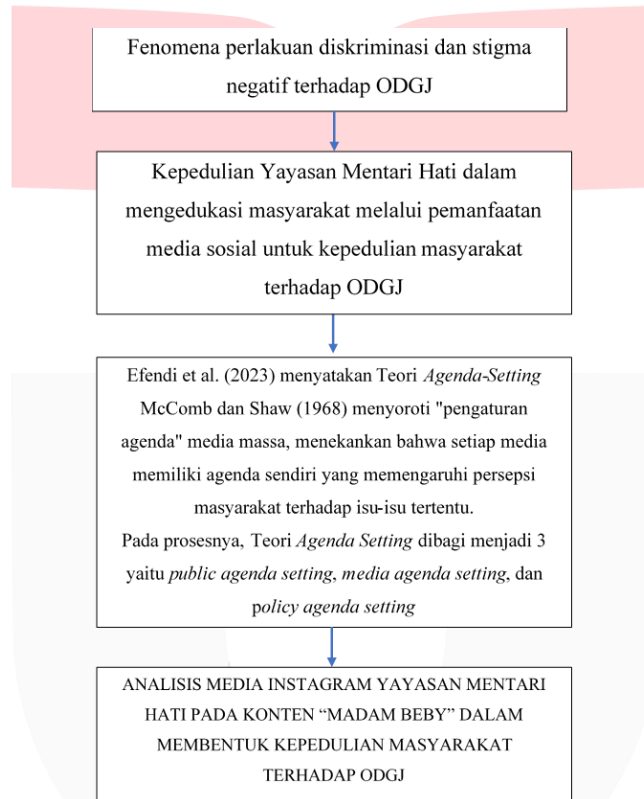 Fenomena perlakuan diskriminasi dan stigma
negatif terhadap ODGJ
Kepedulian Yayasan Mentari Hati dalam
mengedukasi masyarakat melalui pemanfaatan
media sosial untuk kepedulian masyarakat
terhadap ODGJ
Efendi et al. (2023) menyatakan Teori Agenda-Setting
McComb dan Shaw (1968) menyoroti "pengaturan
agenda" media massa, menekankan bahwa setiap media
memiliki agenda sendiri yang memengaruhi persepsi
masyarakat terhadap isu-isu tertentu.
Pada prosesnya, Teori Agenda Setting dibagi menjadi 3
yaitu public agenda setting, media agenda setting, dan
policy agenda setting
ANALISIS MEDIA INSTAGRAM YAYASAN MENTARI
HATI PADA KONTEN “MADAM BEBY” DALAM
MEMBENTUK KEPEDULIAN MASYARAKAT
TERHADAP ODGJ